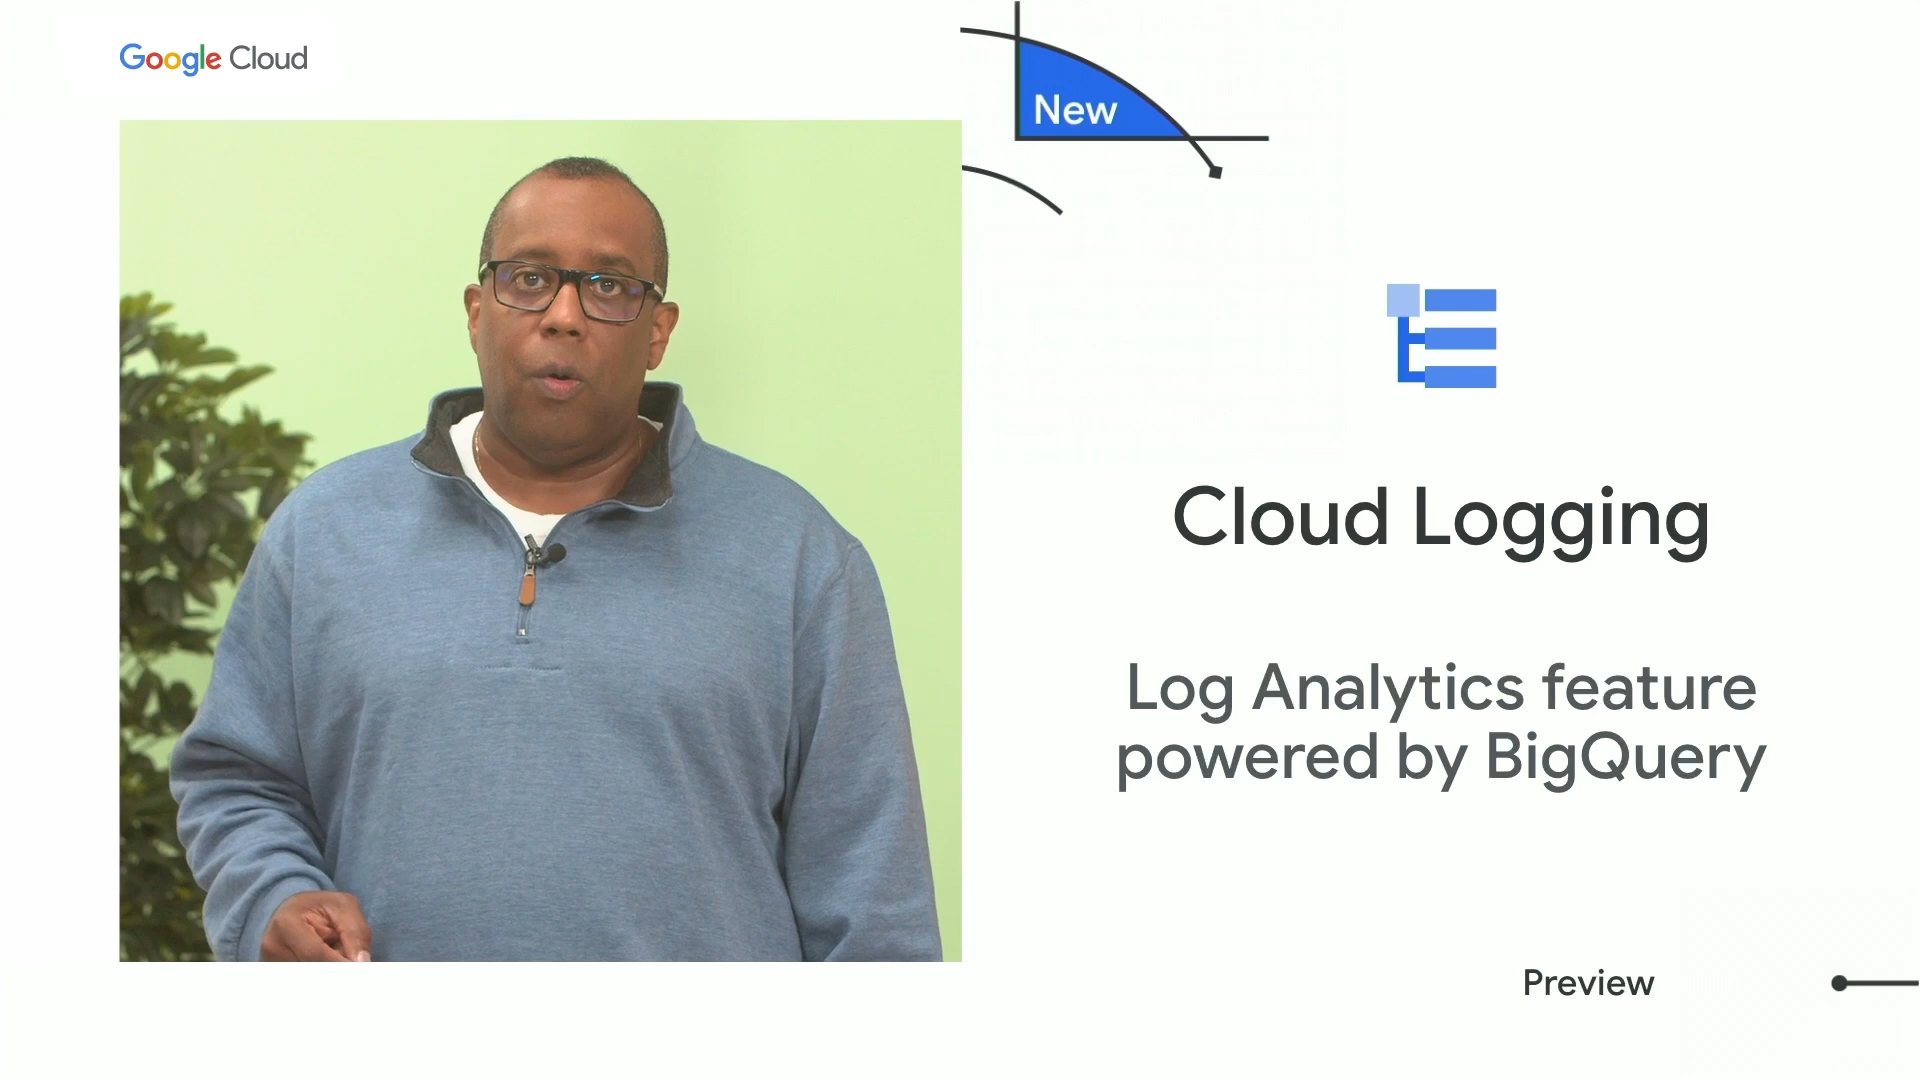 Google Cloud
New
Cloud Logging
Log Analytics feature
powered by BigQuery
Preview